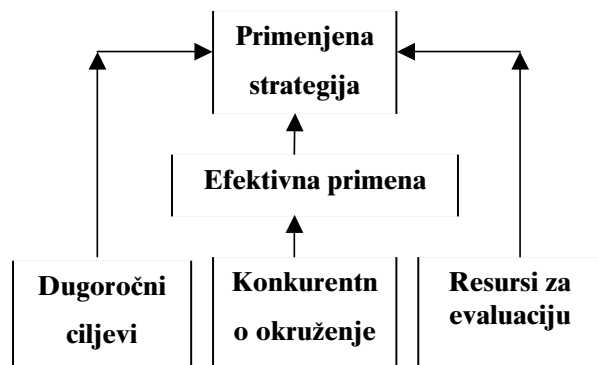 Primenjena
strategija
Efektivna primena
Dugoročni
ciljevi
Konkurentn
o okruženje
Resursi za
evaluaciju